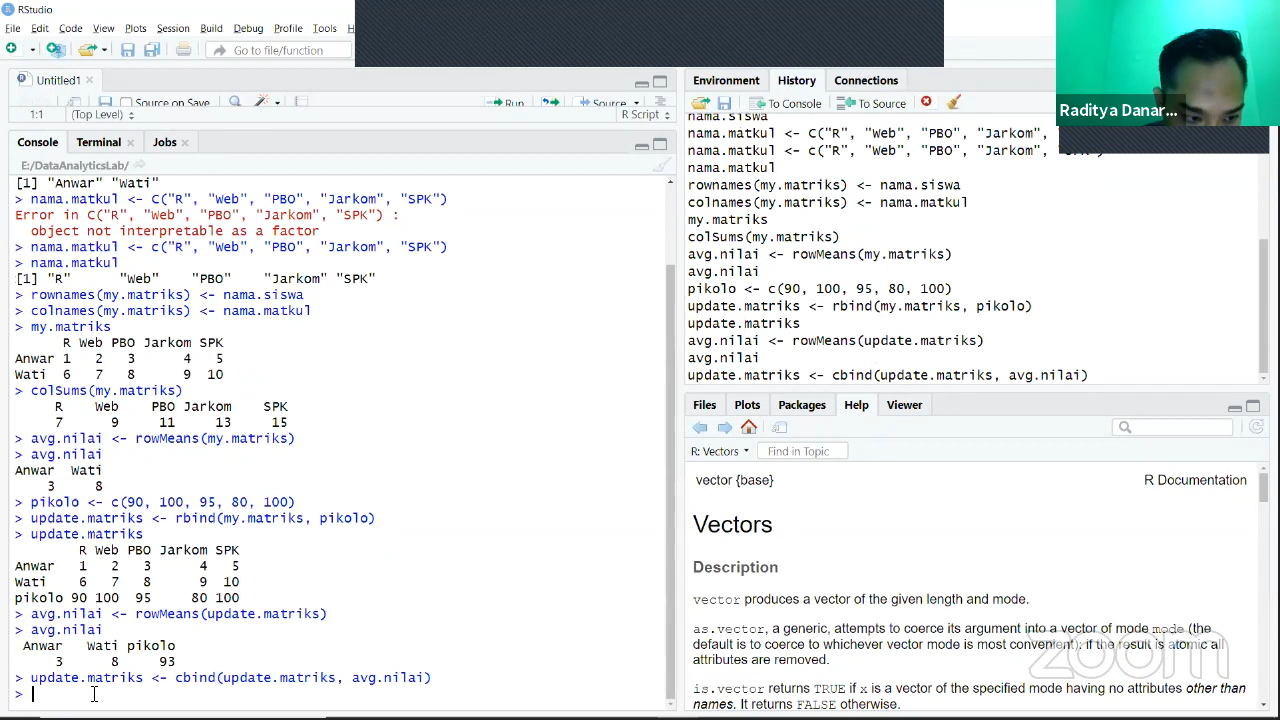 RStudio
File Edit Code View Plots Session Build Debug Profile Tools
Go to file/function
Untitled1
Source on Save Run Source
1:1 (Top Level) R Script
Console Terminal Jobs
E:/DataAnalyticsLab/
[1] "Anwar" "Wati"
> nama.matkul <- C("R", "Web", "PBO", "Jarkom", "SPK")
Error in C("R", "Web", "PBO", "Jarkom", "SPK") :
object not interpretable as a factor
> nama.matkul <- c("R", "Web", "PBO", "Jarkom", "SPK")
> nama.matkul
[1] "R" "Web" "PBO" "Jarkom" "SPK"
> rownames(my.matriks) <- nama.siswa
> colnames(my.matriks) <- nama.matkul
> my.matriks
R Web PBO Jarkom SPK
Anwar 1 2 3 4 5
Wati 6 7 8 9 10
> colSums(my.matriks)
R Web PBO Jarkom SPK
7 9 11 13 15
> avg.nilai <- rowMeans(my.matriks)
> avg.nilai
Anwar Wati
3 8
> pikolo <- c(90, 100, 95, 80, 100)
> update.matriks <- rbind(my.matriks, pikolo)
> update.matriks
R Web PBO Jarkom SPK
Anwar 1 2 3 4 5
Wati 6 7 8 9 10
pikolo 90 100 95 80 100
> avg.nilai <- rowMeans(update.matriks)
> avg.nilai
Anwar Wati pikolo
3 8 93
> update.matriks <- cbind(update.matriks, avg.nilai)
>
Environment History Connections
To Console To Source
nama.siswa
nama.matkul <- C("R", "Web", "PBO", "Jarkom",
nama.matkul <- c("R", "Web", "PBO", "Jarkom",
nama.matkul
rownames(my.matriks) <- nama.siswa
colnames(my.matriks) <- nama.matkul
my.matriks
colSums(my.matriks)
avg.nilai <- rowMeans(my.matriks)
avg.nilai
pikolo <- c(90, 100, 95, 80, 100)
update.matriks <- rbind(my.matriks, pikolo)
update.matriks
avg.nilai <- rowMeans(update.matriks)
avg.nilai
update.matriks <- cbind(update.matriks, avg.nilai)
Raditya Danar...
Files Plots Packages Help Viewer
R: Vectors Find in Topic
vector {base} R Documentation
Vectors
Description
vector produces a vector of the given length and mode.
as.vector, a generic, attempts to coerce its argument into a vector of mode mode (the
default is to coerce to whichever vector mode is most convenient); if the result is atomic all
attributes are removed.
is.vector returns TRUE if x is a vector of the specified mode having no attributes other than
names. It returns FALSE otherwise.
zoom